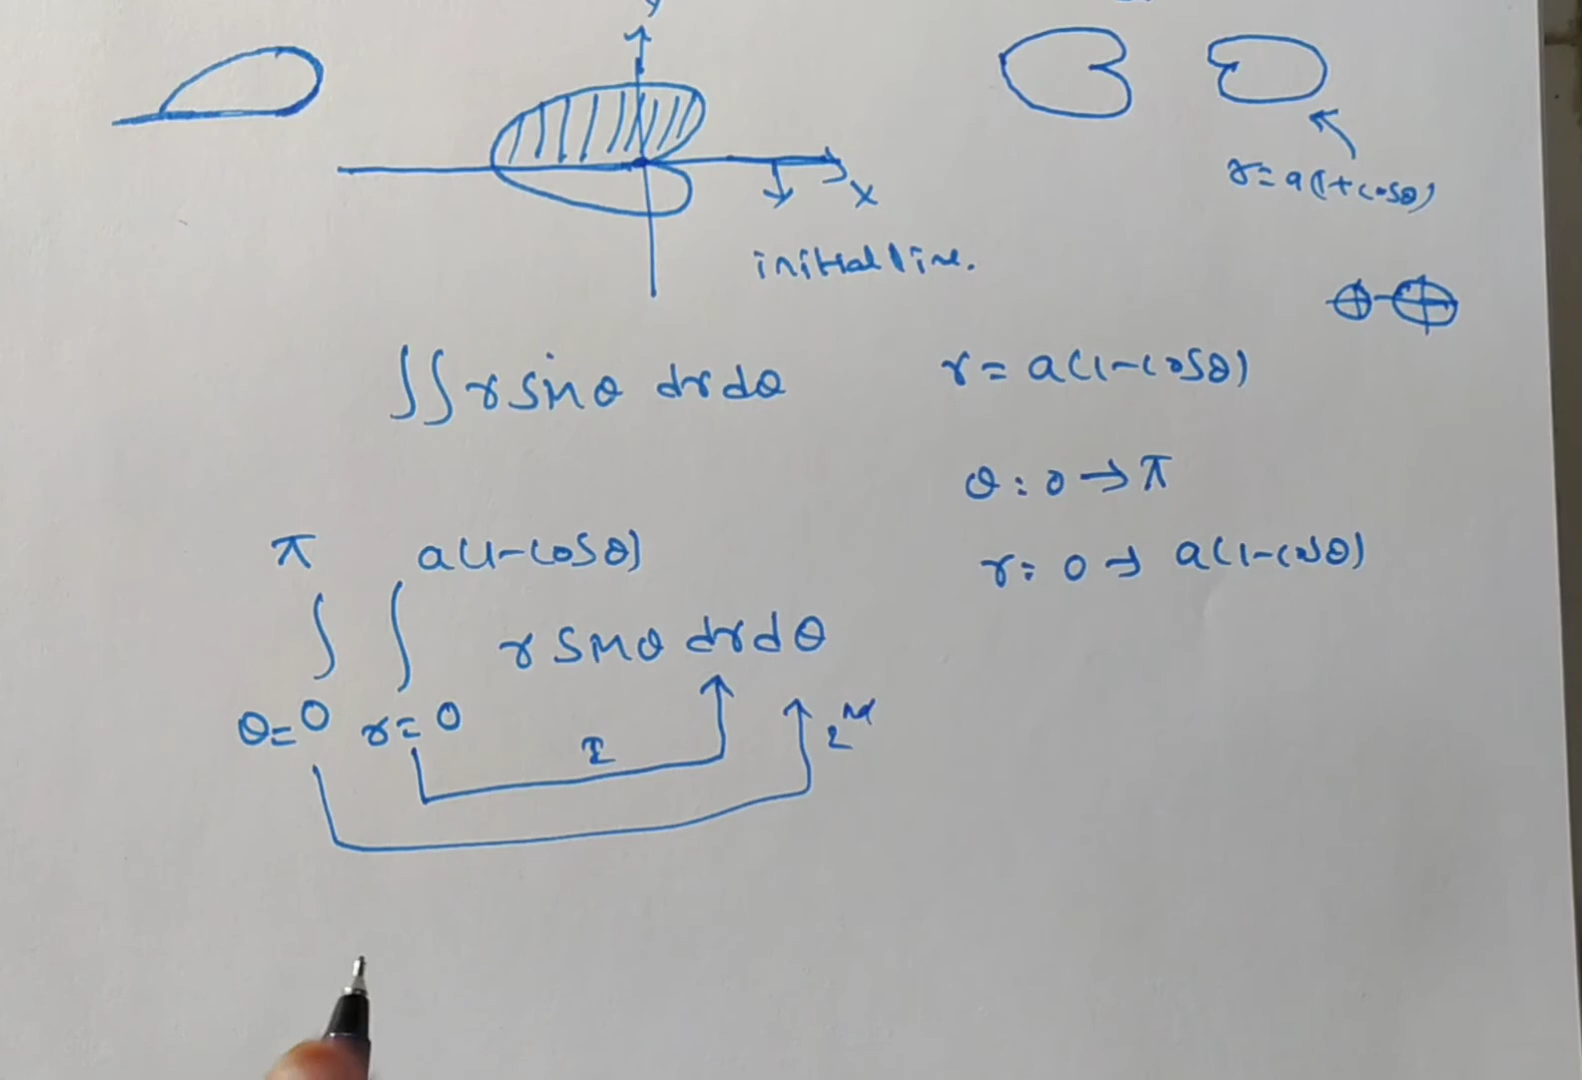 y
x
r = a(1+cosθ)
initial line.
∫∫ r sinθ dr dθ
r = a(1-cosθ)
θ : 0 → π
π a(1-cosθ)
r : 0 → a(1-cosθ)
∫ ∫ r sinθ dr dθ
θ=0 r=0
I
2nd